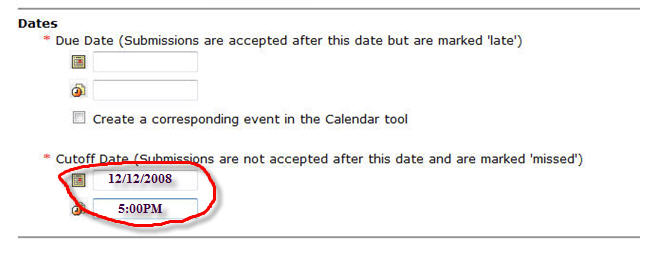 Dates
* Due Date (Submissions are accepted after this date but are marked 'late')
Create a corresponding event in the Calendar tool
* Cutoff Date (Submissions are not accepted after this date and are marked 'missed')
12/12/2008
5:00PM